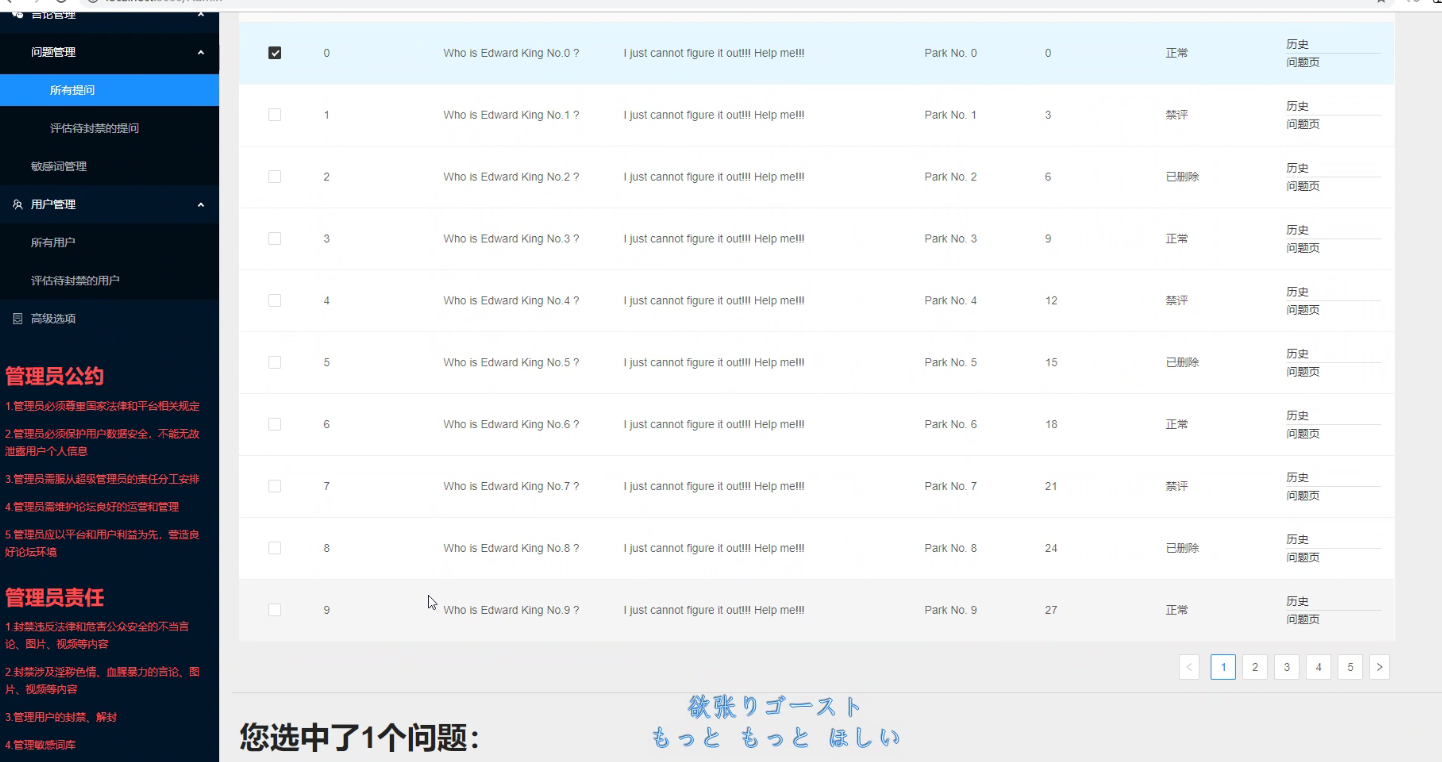 言论管理
问题管理
所有提问
评估待封禁的提问
敏感词管理
用户管理
所有用户
评估待封禁的用户
高级选项
管理员公约
1.管理员必须尊重国家法律和平台相关规定
2.管理员必须保护用户数据安全，不能无故
泄露用户个人信息
3.管理员需服从超级管理员的责任分工安排
4.管理员需维护论坛良好的运营和管理
5.管理员应以平台和用户利益为先，营造良
好论坛环境
管理员责任
1.封禁违反法律和危害公众安全的不当言
论、图片、视频等内容
2.封禁涉及淫秽色情、血腥暴力的言论、图
片、视频等内容
3.管理用户的封禁、解封
4.管理敏感词库
0 Who is Edward King No.0 ? I just cannot figure it out!!! Help me!!! Park No. 0 0 正常 历史
问题页
1 Who is Edward King No.1 ? I just cannot figure it out!!! Help me!!! Park No. 1 3 禁评 历史
问题页
2 Who is Edward King No.2 ? I just cannot figure it out!!! Help me!!! Park No. 2 6 已删除 历史
问题页
3 Who is Edward King No.3 ? I just cannot figure it out!!! Help me!!! Park No. 3 9 正常 历史
问题页
4 Who is Edward King No.4 ? I just cannot figure it out!!! Help me!!! Park No. 4 12 禁评 历史
问题页
5 Who is Edward King No.5 ? I just cannot figure it out!!! Help me!!! Park No. 5 15 已删除 历史
问题页
6 Who is Edward King No.6 ? I just cannot figure it out!!! Help me!!! Park No. 6 18 正常 历史
问题页
7 Who is Edward King No.7 ? I just cannot figure it out!!! Help me!!! Park No. 7 21 禁评 历史
问题页
8 Who is Edward King No.8 ? I just cannot figure it out!!! Help me!!! Park No. 8 24 已删除 历史
问题页
9 Who is Edward King No.9 ? I just cannot figure it out!!! Help me!!! Park No. 9 27 正常 历史
问题页
1 2 3 4 5
欲张りゴースト
もっと もっと ほしい
您选中了1个问题：